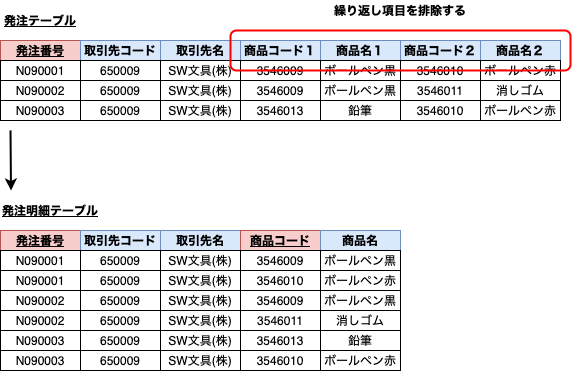 繰り返し項目を排除する
発注テーブル
発注番号 取引先コード 取引先名 商品コード１ 商品名１ 商品コード２ 商品名２
N090001 650009 SW文具(株) 3546009 ボールペン黒 3546010 ボールペン赤
N090002 650009 SW文具(株) 3546009 ボールペン黒 3546011 消しゴム
N090003 650009 SW文具(株) 3546013 鉛筆 3546010 ボールペン赤
発注明細テーブル
発注番号 取引先コード 取引先名 商品コード 商品名
N090001 650009 SW文具(株) 3546009 ボールペン黒
N090001 650009 SW文具(株) 3546010 ボールペン赤
N090002 650009 SW文具(株) 3546009 ボールペン黒
N090002 650009 SW文具(株) 3546011 消しゴム
N090003 650009 SW文具(株) 3546013 鉛筆
N090003 650009 SW文具(株) 3546010 ボールペン赤